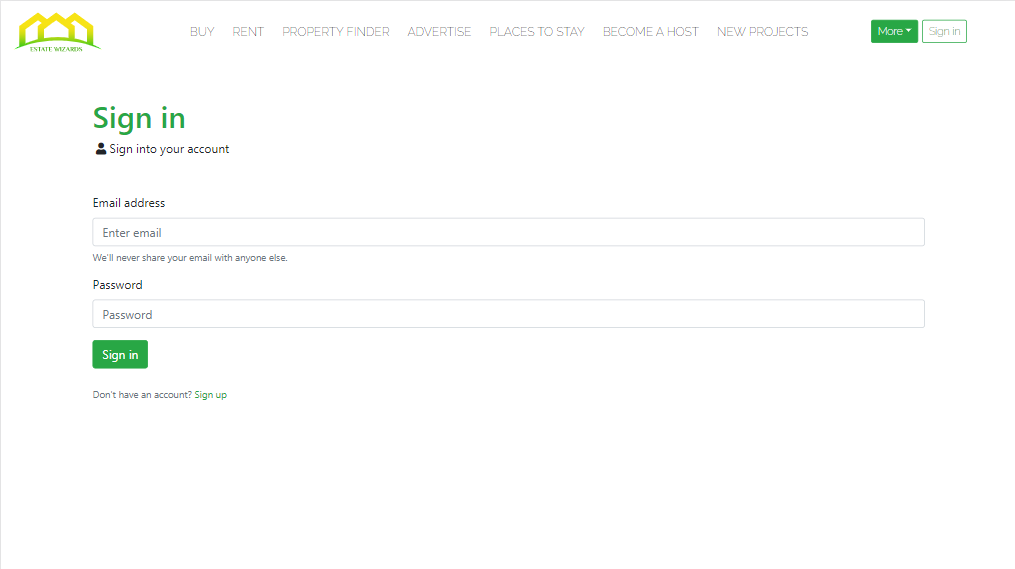 ESTATE WIZARDS
BUY RENT PROPERTY FINDER ADVERTISE PLACES TO STAY BECOME A HOST NEW PROJECTS
More Sign in
Sign in
Sign into your account
Email address
Enter email
We'll never share your email with anyone else.
Password
Password
Sign in
Don't have an account? Sign up